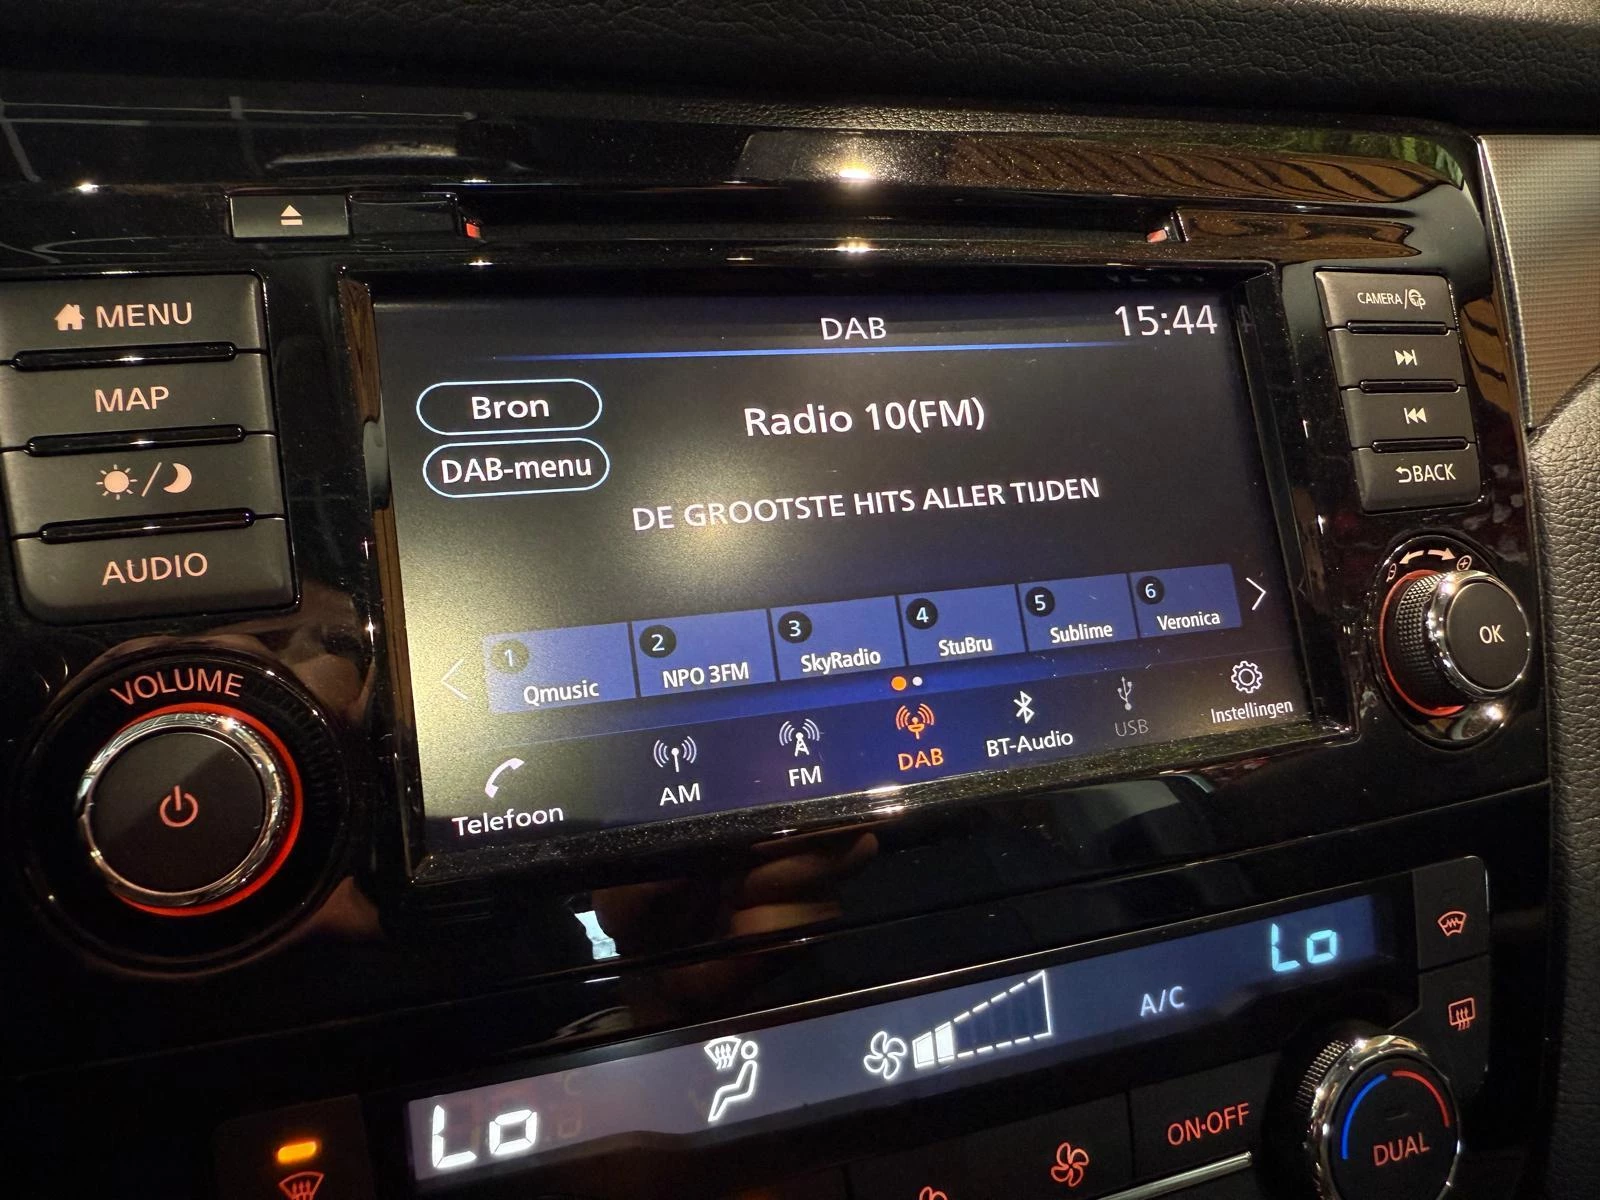 MENU
MAP
AUDIO
VOLUME
DAB
15:44
Bron
DAB-menu
Radio 10(FM)
DE GROOTSTE HITS ALLER TIJDEN
1
Qmusic
2
NPO 3FM
3
SkyRadio
4
StuBru
5
Sublime
6
Veronica
Telefoon
AM
FM
DAB
BT-Audio
USB
Instellingen
CAMERA/
BACK
OK
Lo
A/C
Lo
ON·OFF
DUAL